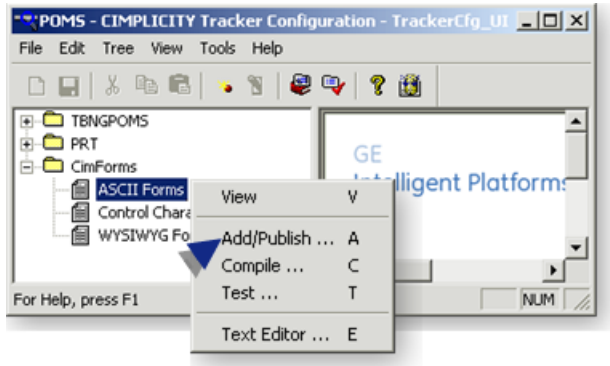 POMS - CIMPLICITY Tracker Configuration - TrackerCfg_UI
File Edit Tree View Tools Help
TBNGPOMS
PRT
CimForms
ASCII Forms
Control Chara
WYSIWYG Fo
GE
Intelligent Platforms
View V
Add/Publish ... A
Compile ... C
Test ... T
Text Editor ... E
For Help, press F1
NUM